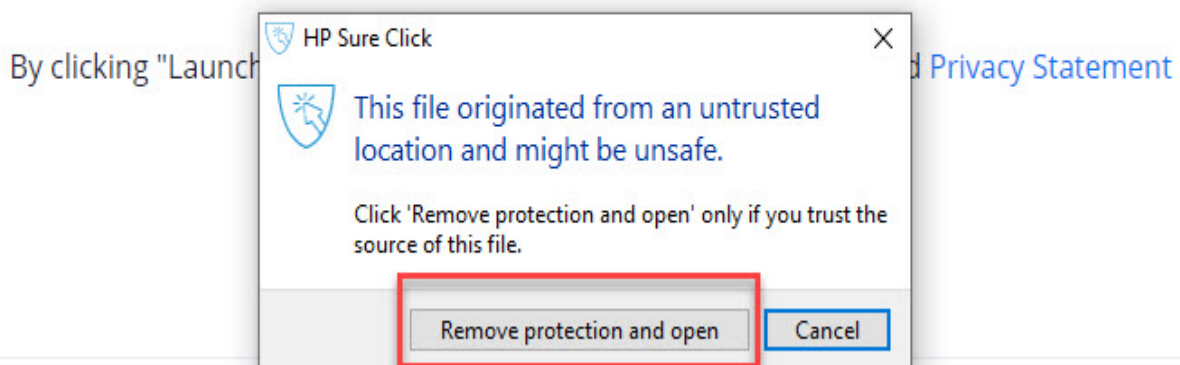 HP Sure Click
By clicking "Launch
d Privacy Statement
This file originated from an untrusted
location and might be unsafe.
Click 'Remove protection and open' only if you trust the
source of this file.
Remove protection and open
Cancel